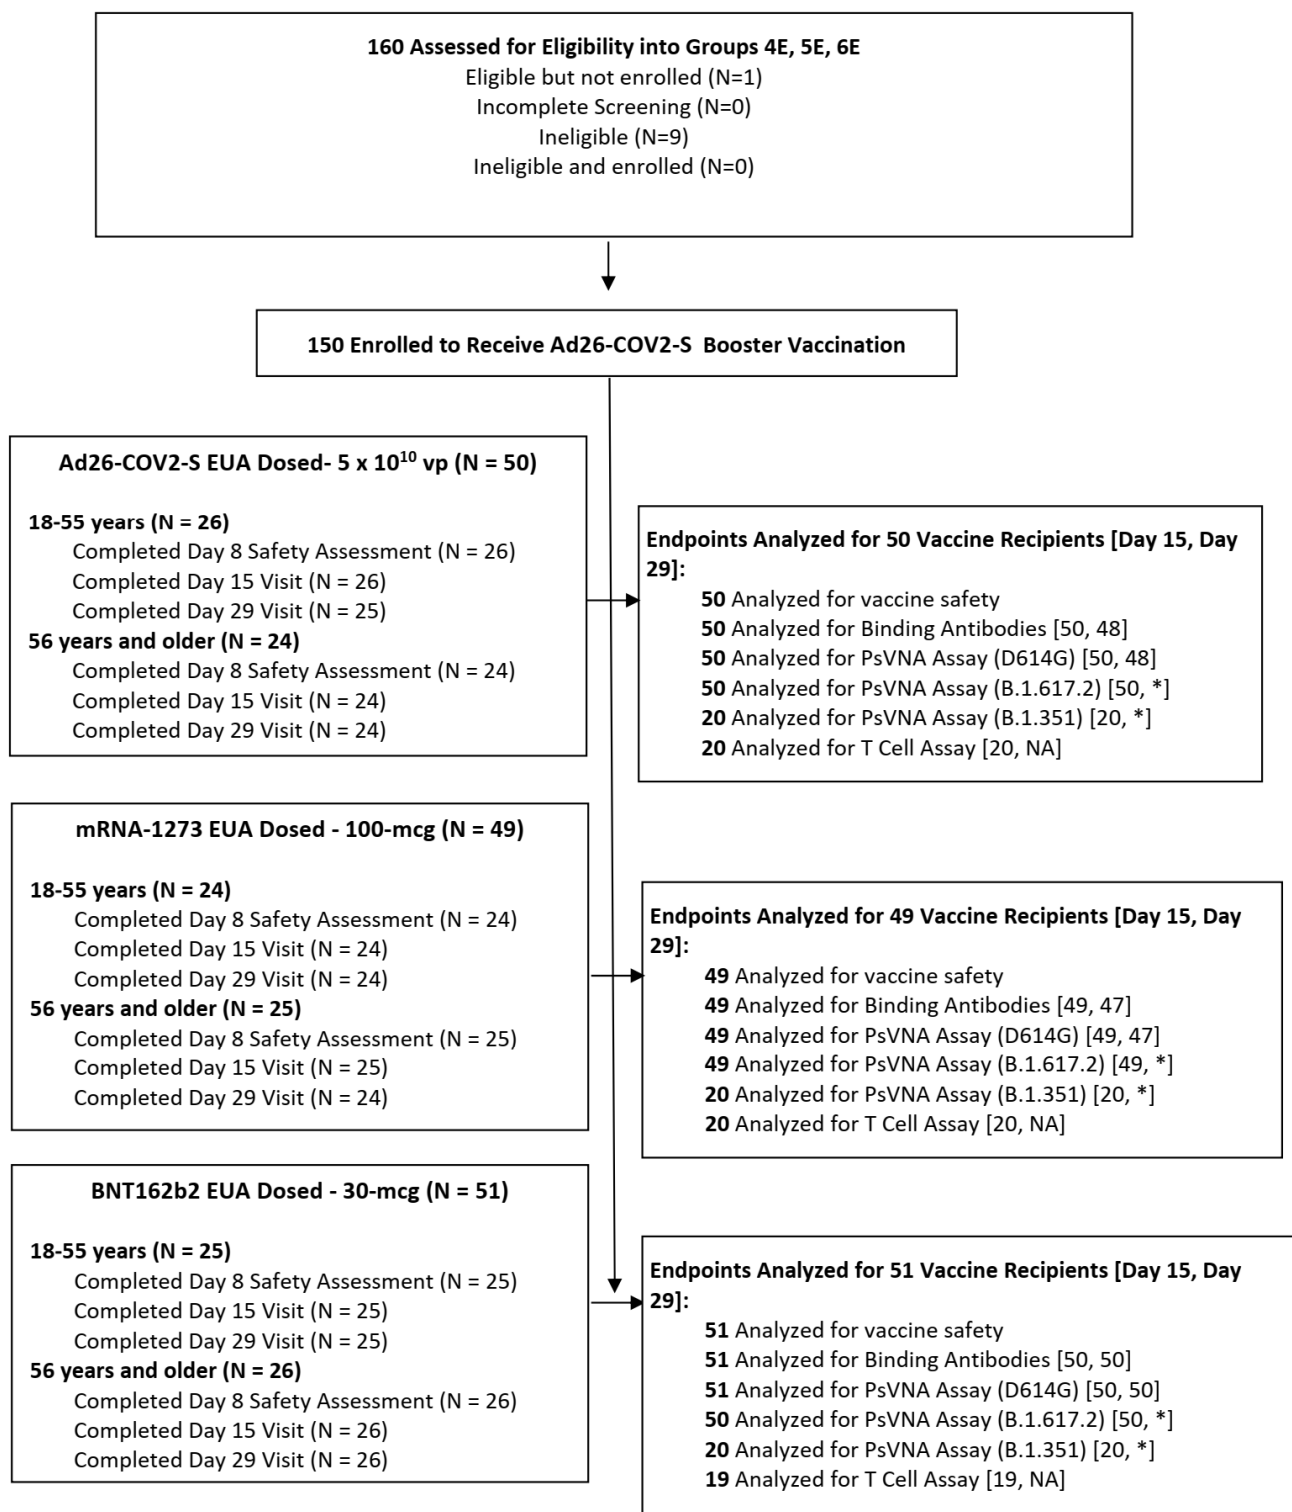 160 Assessed for Eligibility into Groups 4E, 5E, 6E
Eligible but not enrolled (N=1)
Incomplete Screening (N=0)
Ineligible (N=9)
Ineligible and enrolled (N=0)
150 Enrolled to Receive Ad26-COV2-S Booster Vaccination
Ad26-COV2-S EUA Dosed- 5 x 10¹⁰ vp (N = 50)
18-55 years (N = 26)
Completed Day 8 Safety Assessment (N = 26)
Completed Day 15 Visit (N = 26)
Completed Day 29 Visit (N = 25)
56 years and older (N = 24)
Completed Day 8 Safety Assessment (N = 24)
Completed Day 15 Visit (N = 24)
Completed Day 29 Visit (N = 24)
Endpoints Analyzed for 50 Vaccine Recipients [Day 15, Day
29]:
50 Analyzed for vaccine safety
50 Analyzed for Binding Antibodies [50, 48]
50 Analyzed for PsVNA Assay (D614G) [50, 48]
50 Analyzed for PsVNA Assay (B.1.617.2) [50, *]
20 Analyzed for PsVNA Assay (B.1.351) [20, *]
20 Analyzed for T Cell Assay [20, NA]
mRNA-1273 EUA Dosed - 100-mcg (N = 49)
18-55 years (N = 24)
Completed Day 8 Safety Assessment (N = 24)
Completed Day 15 Visit (N = 24)
Completed Day 29 Visit (N = 24)
56 years and older (N = 25)
Completed Day 8 Safety Assessment (N = 25)
Completed Day 15 Visit (N = 25)
Completed Day 29 Visit (N = 24)
Endpoints Analyzed for 49 Vaccine Recipients [Day 15, Day
29]:
49 Analyzed for vaccine safety
49 Analyzed for Binding Antibodies [49, 47]
49 Analyzed for PsVNA Assay (D614G) [49, 47]
49 Analyzed for PsVNA Assay (B.1.617.2) [49, *]
20 Analyzed for PsVNA Assay (B.1.351) [20, *]
20 Analyzed for T Cell Assay [20, NA]
BNT162b2 EUA Dosed - 30-mcg (N = 51)
18-55 years (N = 25)
Completed Day 8 Safety Assessment (N = 25)
Completed Day 15 Visit (N = 25)
Completed Day 29 Visit (N = 25)
56 years and older (N = 26)
Completed Day 8 Safety Assessment (N = 26)
Completed Day 15 Visit (N = 26)
Completed Day 29 Visit (N = 26)
Endpoints Analyzed for 51 Vaccine Recipients [Day 15, Day
29]:
51 Analyzed for vaccine safety
51 Analyzed for Binding Antibodies [50, 50]
51 Analyzed for PsVNA Assay (D614G) [50, 50]
50 Analyzed for PsVNA Assay (B.1.617.2) [50, *]
20 Analyzed for PsVNA Assay (B.1.351) [20, *]
19 Analyzed for T Cell Assay [19, NA]